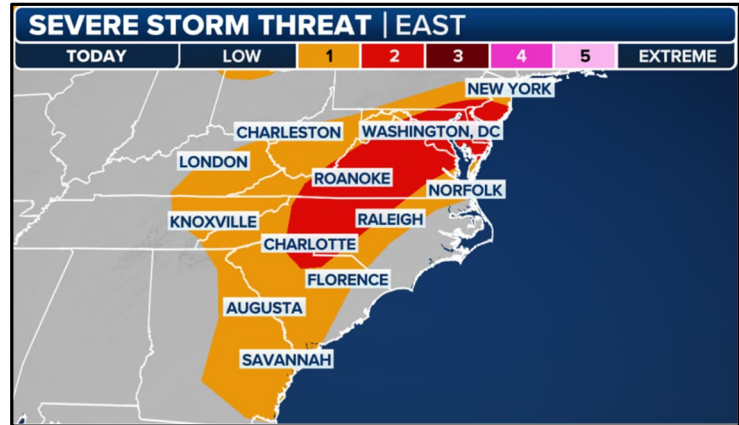 SEVERE STORM THREAT | EAST
TODAY LOW 1 2 3 4 5 EXTREME
NEW YORK
CHARLESTON WASHINGTON, DC
LONDON
ROANOKE
NORFOLK
KNOXVILLE RALEIGH
CHARLOTTE
FLORENCE
AUGUSTA
SAVANNAH